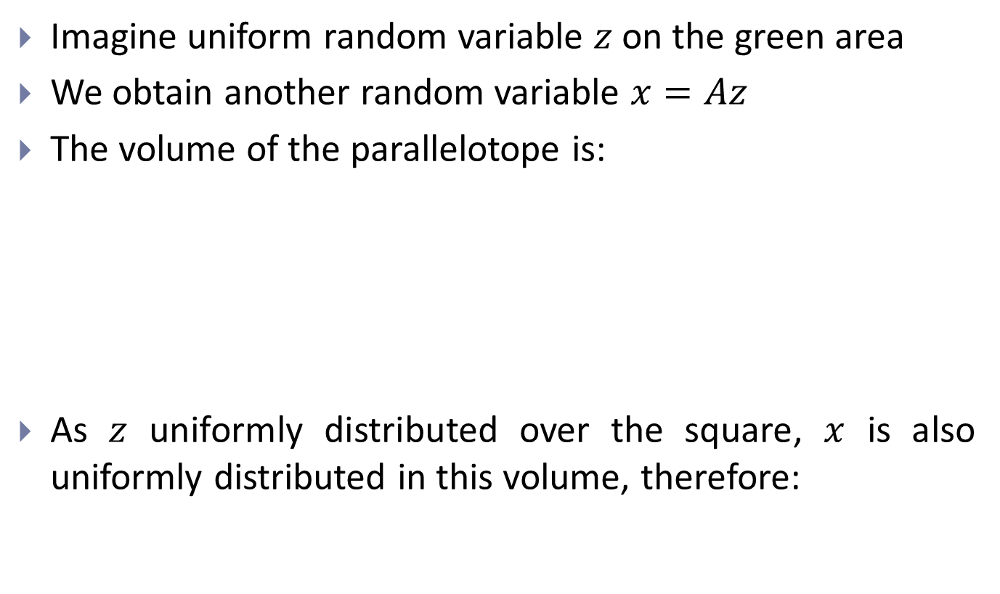 Imagine uniform random variable z on the green area
We obtain another random variable x = Az
The volume of the parallelotope is:
As z uniformly distributed over the square, x is also
uniformly distributed in this volume, therefore: